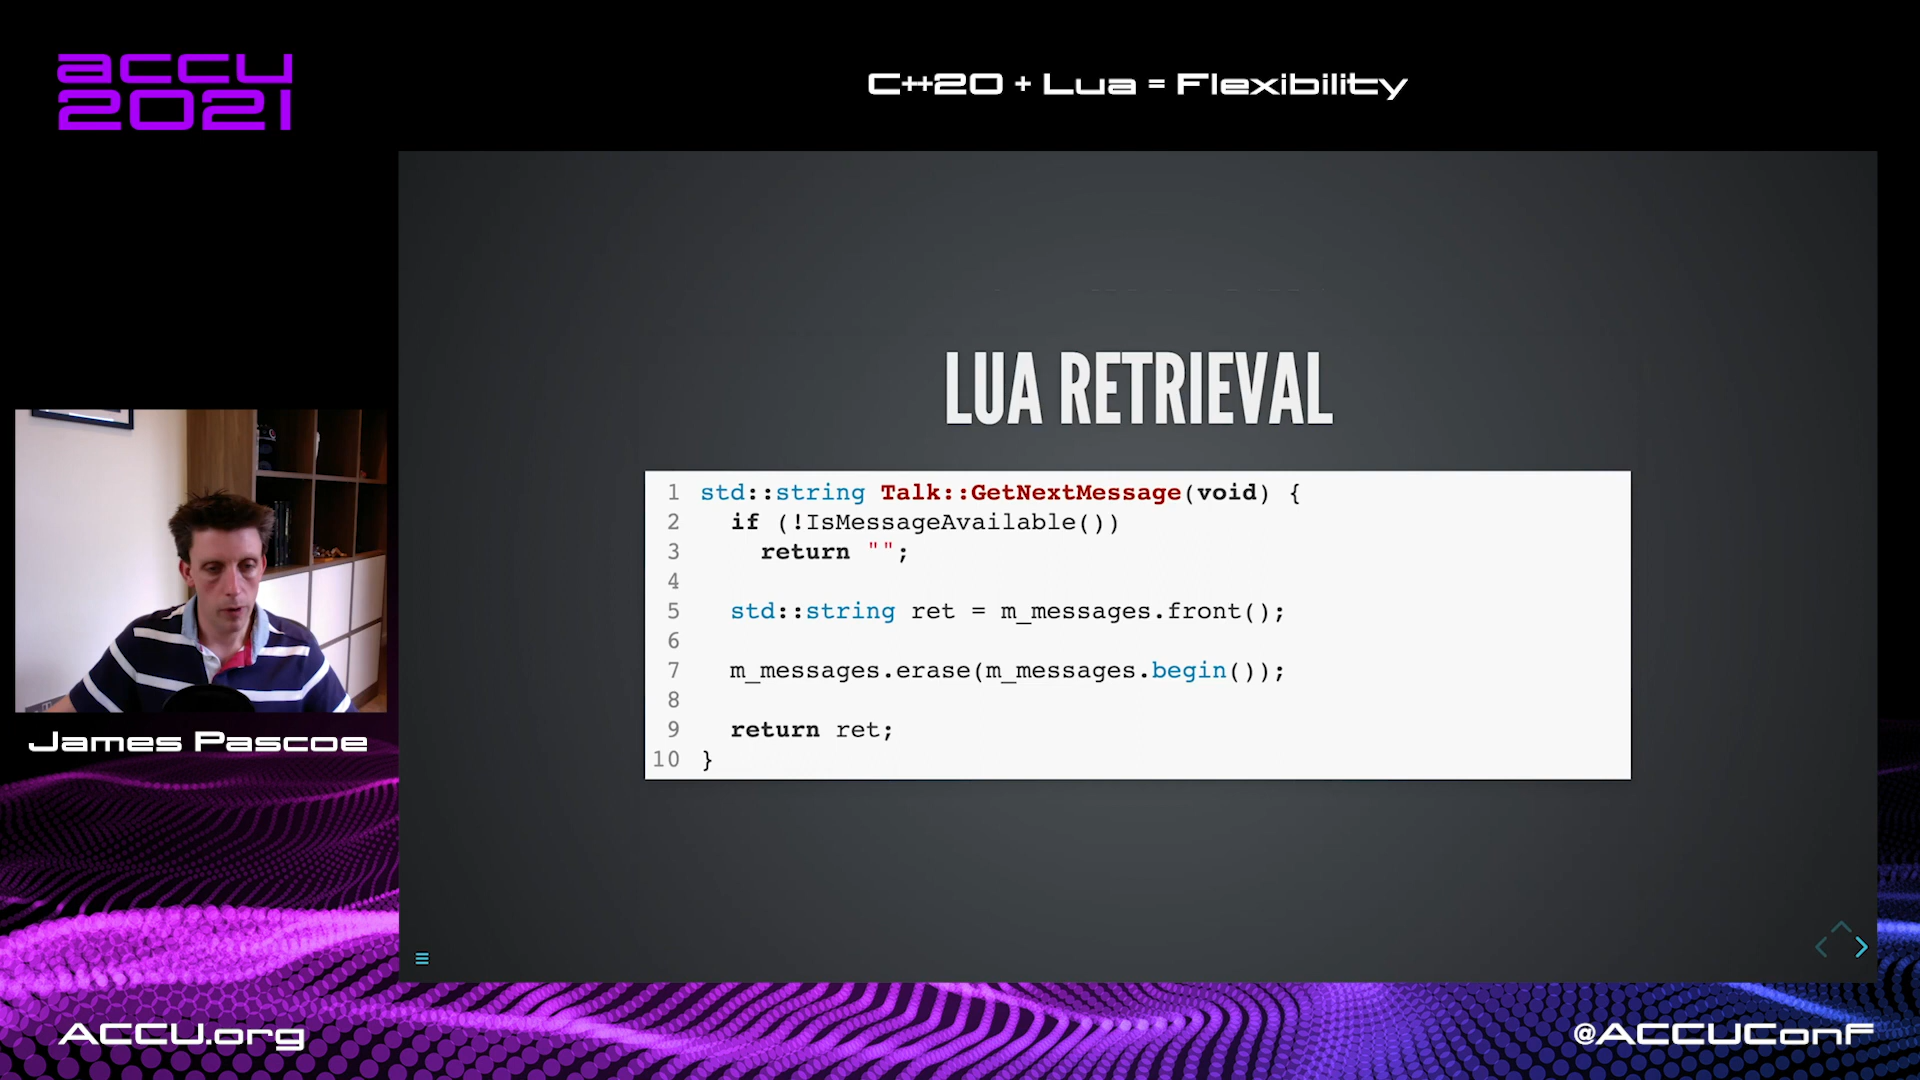 accu
2021
C++20 + Lua = Flexibility
LUA RETRIEVAL
1 std::string Talk::GetNextMessage(void) {
2 if (!IsMessageAvailable())
3 return "";
4
5 std::string ret = m_messages.front();
6
7 m_messages.erase(m_messages.begin());
8
9 return ret;
10 }
James Pascoe
ACCU.org
@ACCUConf